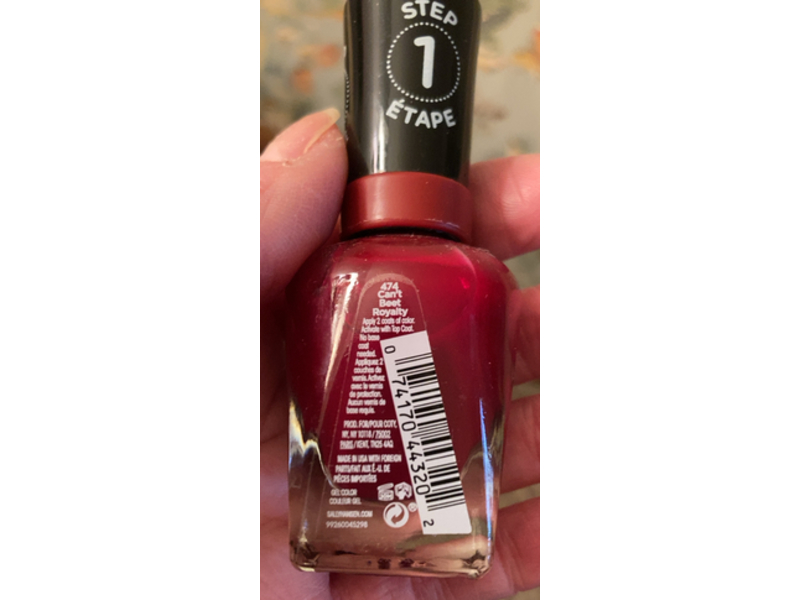 STEP
1
ÉTAPE
474
Can't
Beet
Royalty
Apply 2 coats of color.
Activate with Top Coat.
No base
coat
needed.
Appliquez 2
couches de
vernis. Activez
avec le vernis
de protection.
Aucun vernis de
base requis.
PROD. FOR/POUR COTY,
NY, NY 10118 / 75002
PARIS / KENT, TN25 4AQ
MADE IN USA WITH FOREIGN
PARTS/FAIT AUX É.-U. DE
PIÈCES IMPORTÉES
GEL COLOR
COULEUR GEL
SALLYHANSEN.COM
99260045298
0 74170 44320 2